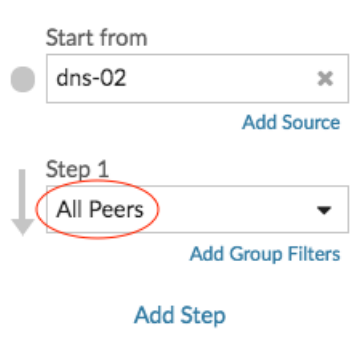 Start from
dns-02
Add Source
Step 1
All Peers
Add Group Filters
Add Step